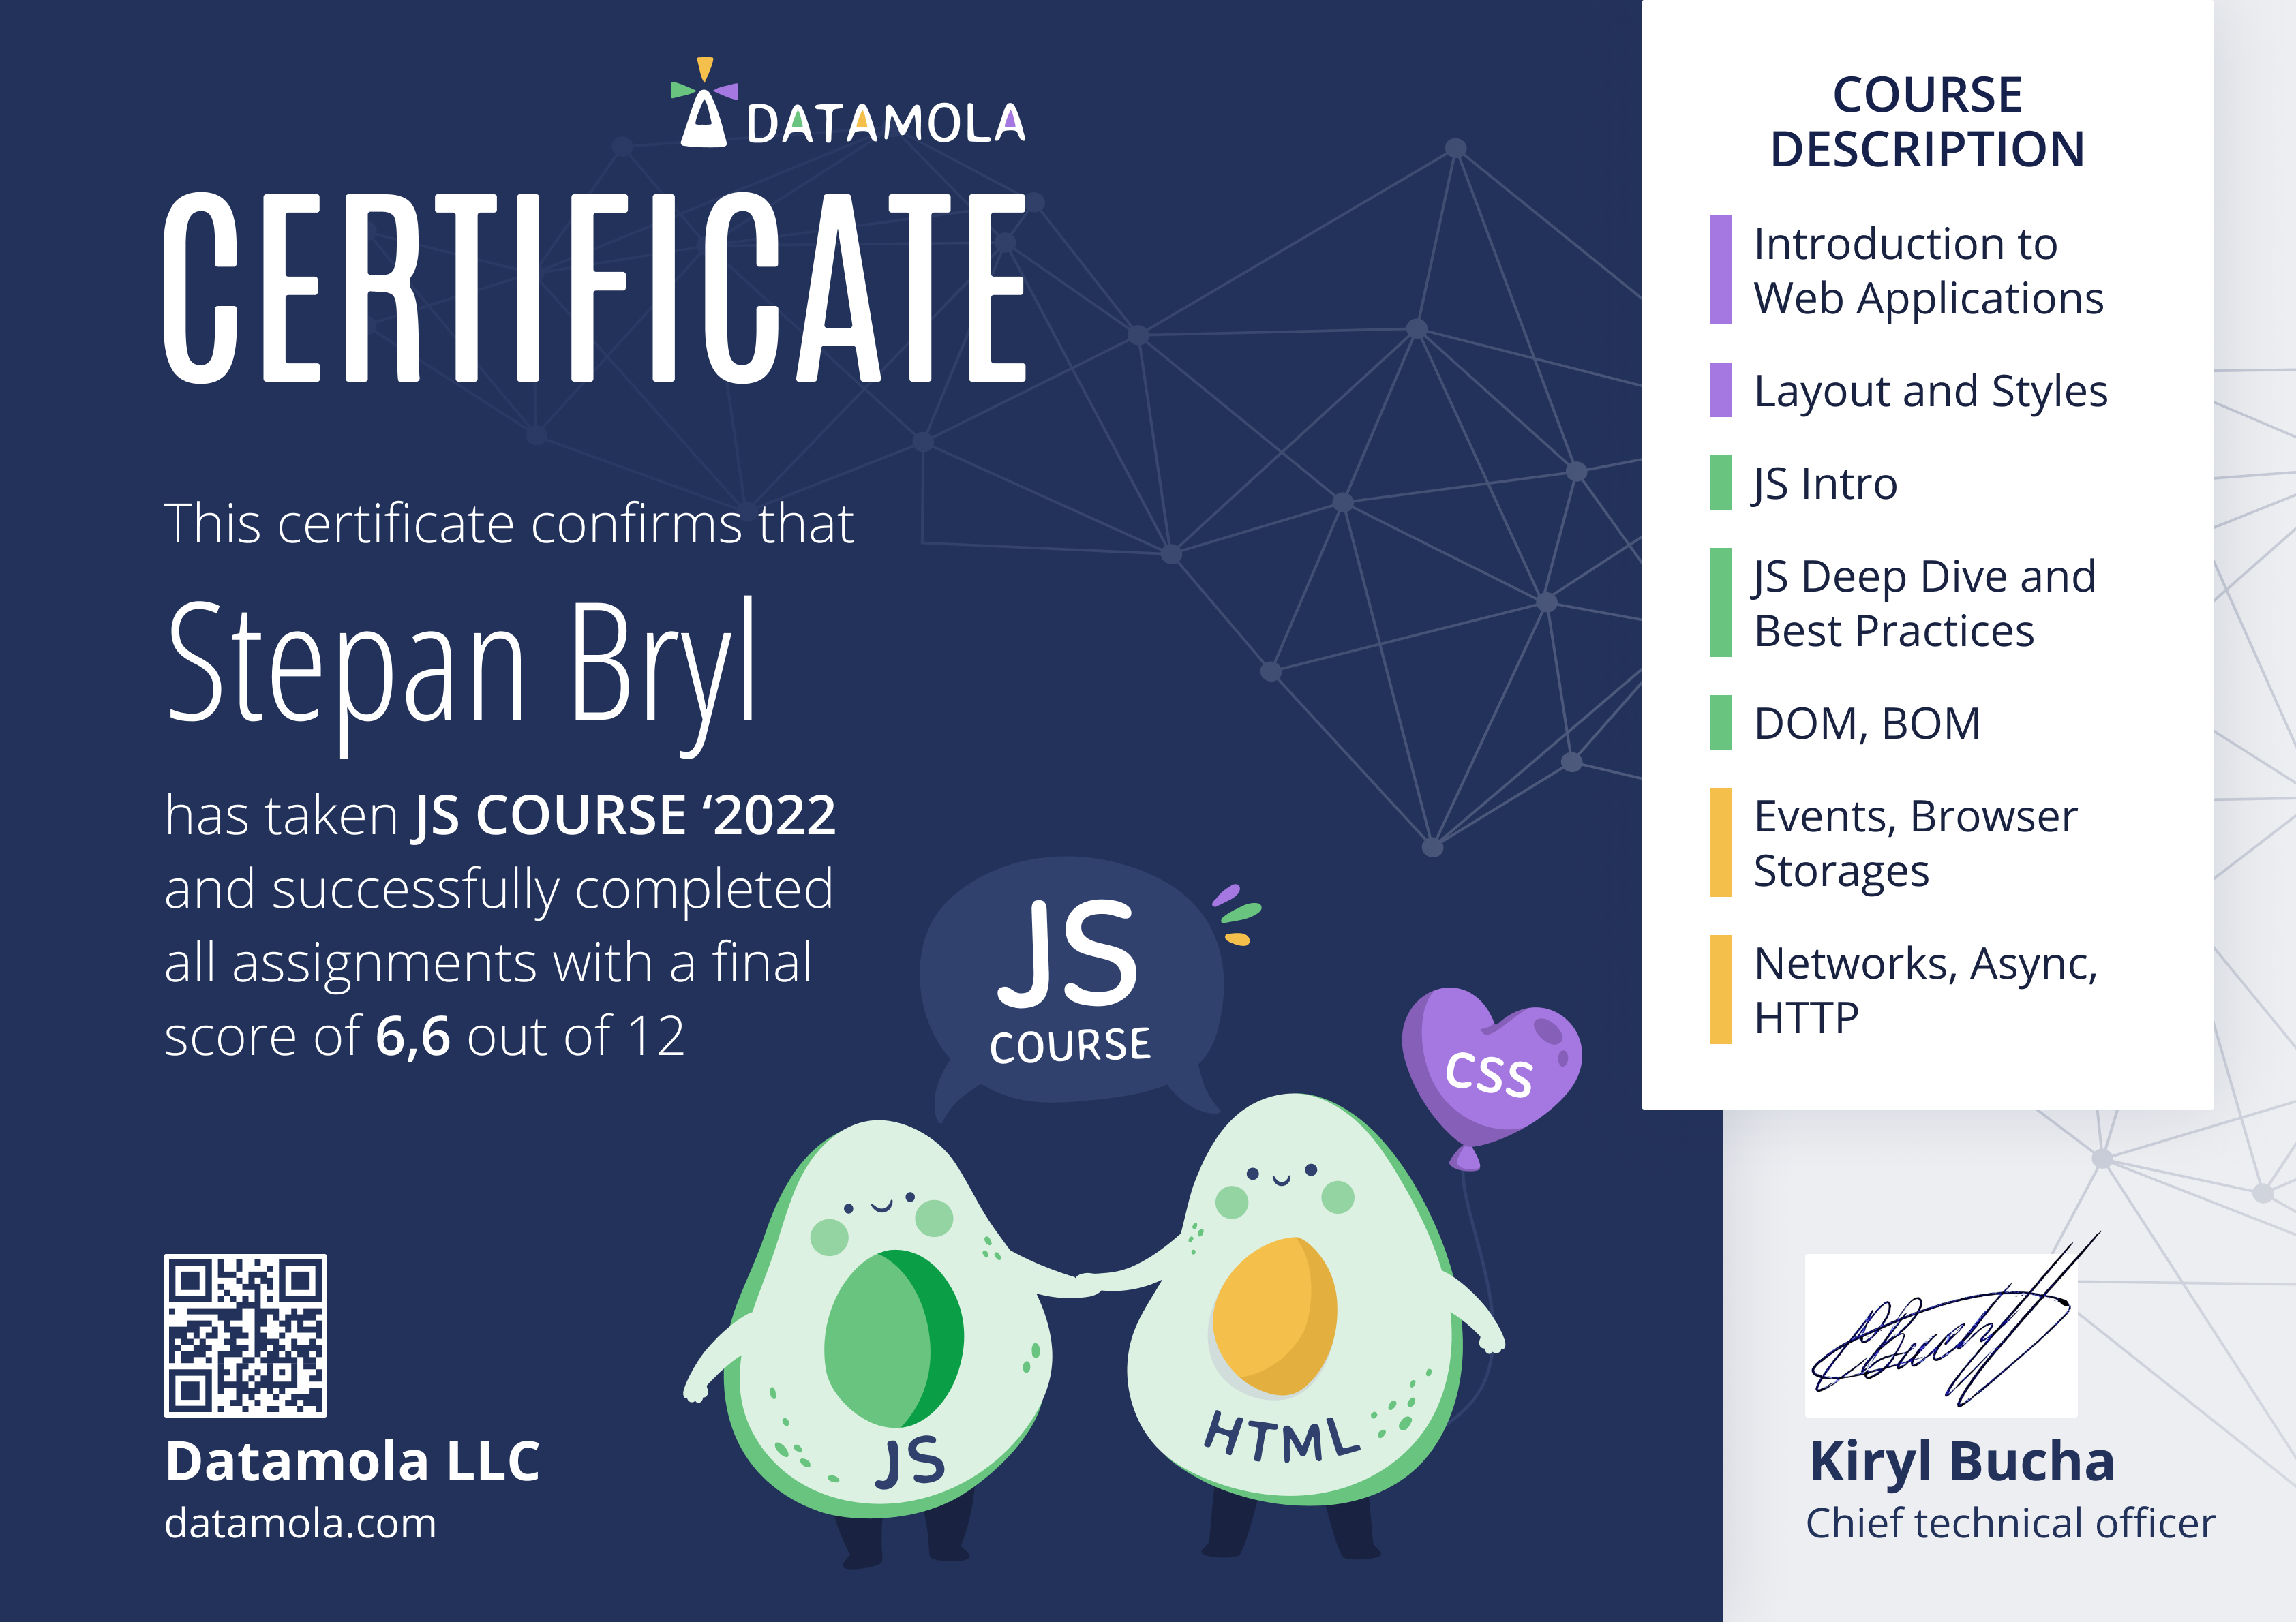 DATAMOLA
CERTIFICATE
This certificate confirms that
Stepan Bryl
has taken JS COURSE ‘2022
and successfully completed
all assignments with a final
score of 6,6 out of 12
JS
COURSE
CSS
JS
HTML
Datamola LLC
datamola.com
COURSE
DESCRIPTION
Introduction to
Web Applications
Layout and Styles
JS Intro
JS Deep Dive and
Best Practices
DOM, BOM
Events, Browser
Storages
Networks, Async,
HTTP
Kiryl Bucha
Chief technical officer